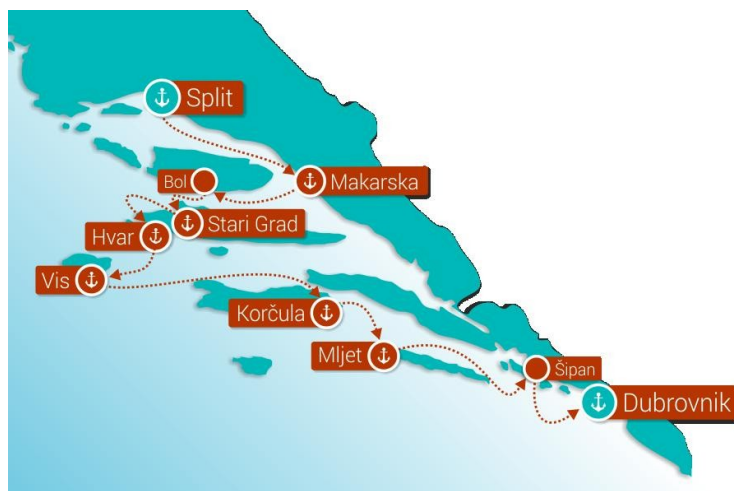 Split
Bol
Makarska
Stari Grad
Hvar
Vis
Korčula
Mljet
Šipan
Dubrovnik